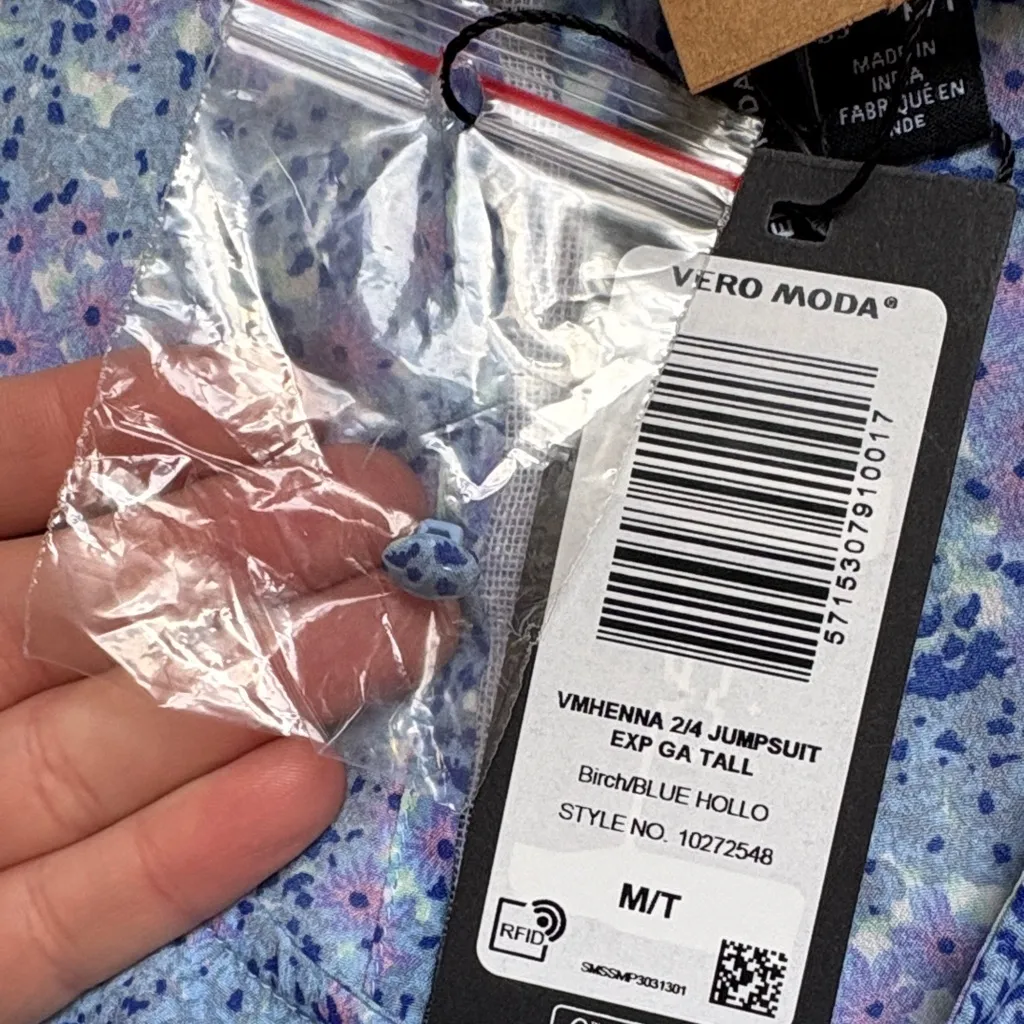 MADE IN
INDIA
FABRIQUÉ EN
INDE
VERO MODA®
5715307910017
VMHENNA 2/4 JUMPSUIT
EXP GA TALL
Birch/BLUE HOLLO
STYLE NO. 10272548
M/T
RFID
SMSSMP3031301